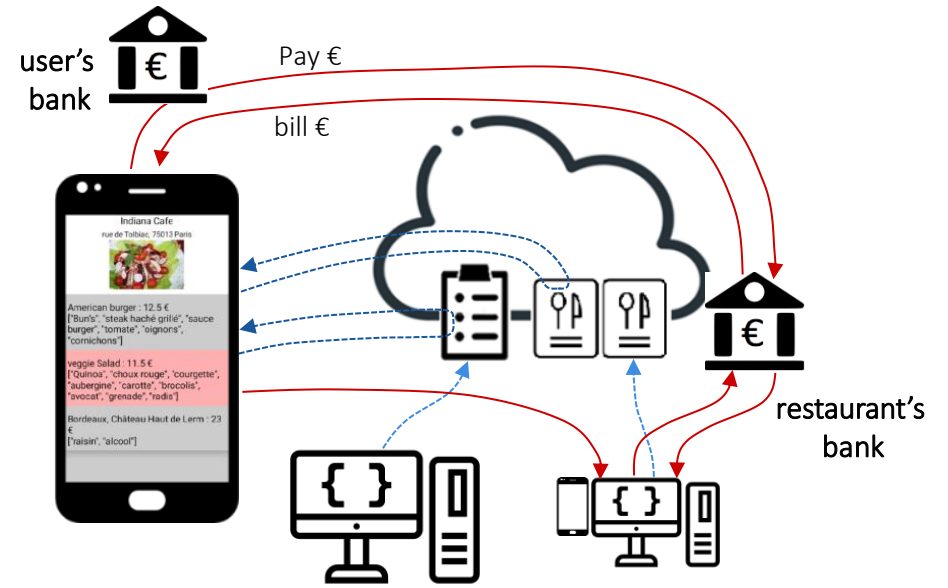 user's
bank
€
Pay €
bill €
Indiana Cafe
rue de Tolbiac, 75013 Paris
American burger : 12.5 €
["Bun's", "steak haché grillé", "sauce
burger", "tomate", "oignons",
"cornichons"]
veggie Salad : 11.5 €
["Quinoa", "choux rouge", "courgette",
"aubergine", "carotte", "brocolis",
"avocat", "grenade", "radis"]
Bordeaux, Château Haut de Lerm : 23
€
["raisin", "alcool"]
€
restaurant's
bank
{ }
{ }